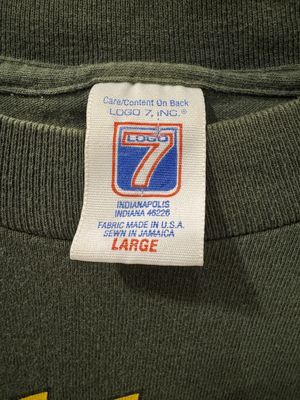 Care/Content On Back
LOGO 7, INC.®
LOGO
7
INDIANAPOLIS
INDIANA 46226
FABRIC MADE IN U.S.A.
SEWN IN JAMAICA
LARGE